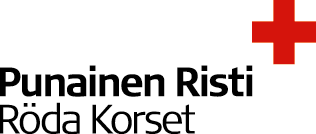 Punainen Risti
Röda Korset